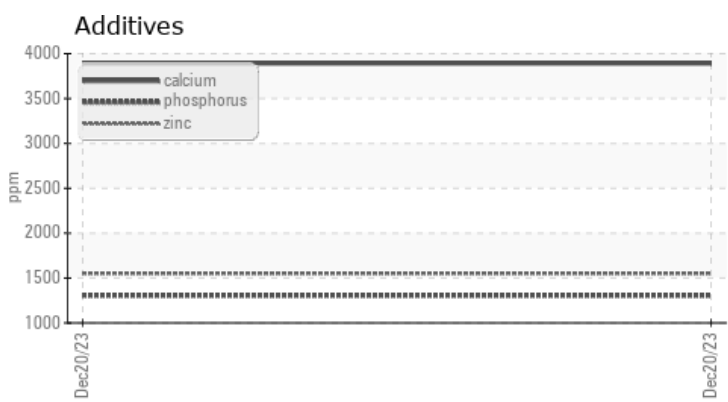 Additives
4000
3500
3000
2500
2000
1500
1000
ppm
calcium
phosphorus
zinc
Dec20/23
Dec20/23